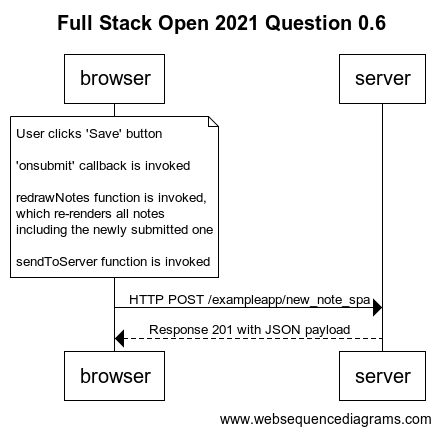 Full Stack Open 2021 Question 0.6
browser
server
User clicks 'Save' button
'onsubmit' callback is invoked
redrawNotes function is invoked,
which re-renders all notes
including the newly submitted one
sendToServer function is invoked
HTTP POST /exampleapp/new_note_spa
Response 201 with JSON payload
browser
server
www.websequencediagrams.com